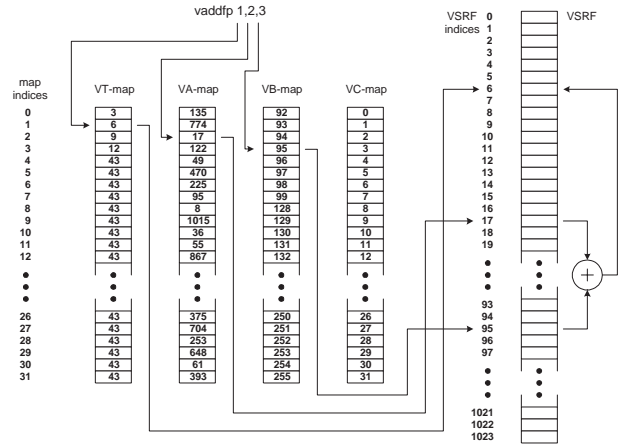 vaddfp 1,2,3
VSRF indices
VSRF
map indices
VT-map VA-map VB-map VC-map
0 3 135 92 0
1 6 774 93 1
2 9 17 94 2
3 12 122 95 3
4 43 49 96 4
5 43 470 97 5
6 43 225 98 6
7 43 95 99 7
8 43 8 128 8
9 43 1015 129 9
10 43 36 130 10
11 43 55 131 11
12 43 867 132 12
26 43 375 250 26
27 43 704 251 27
28 43 253 252 28
29 43 648 253 29
30 43 61 254 30
31 43 393 255 31
0
1
2
3
4
5
6
7
8
9
10
11
12
13
14
15
16
17
18
19
+
93
94
95
96
97
1021
1022
1023